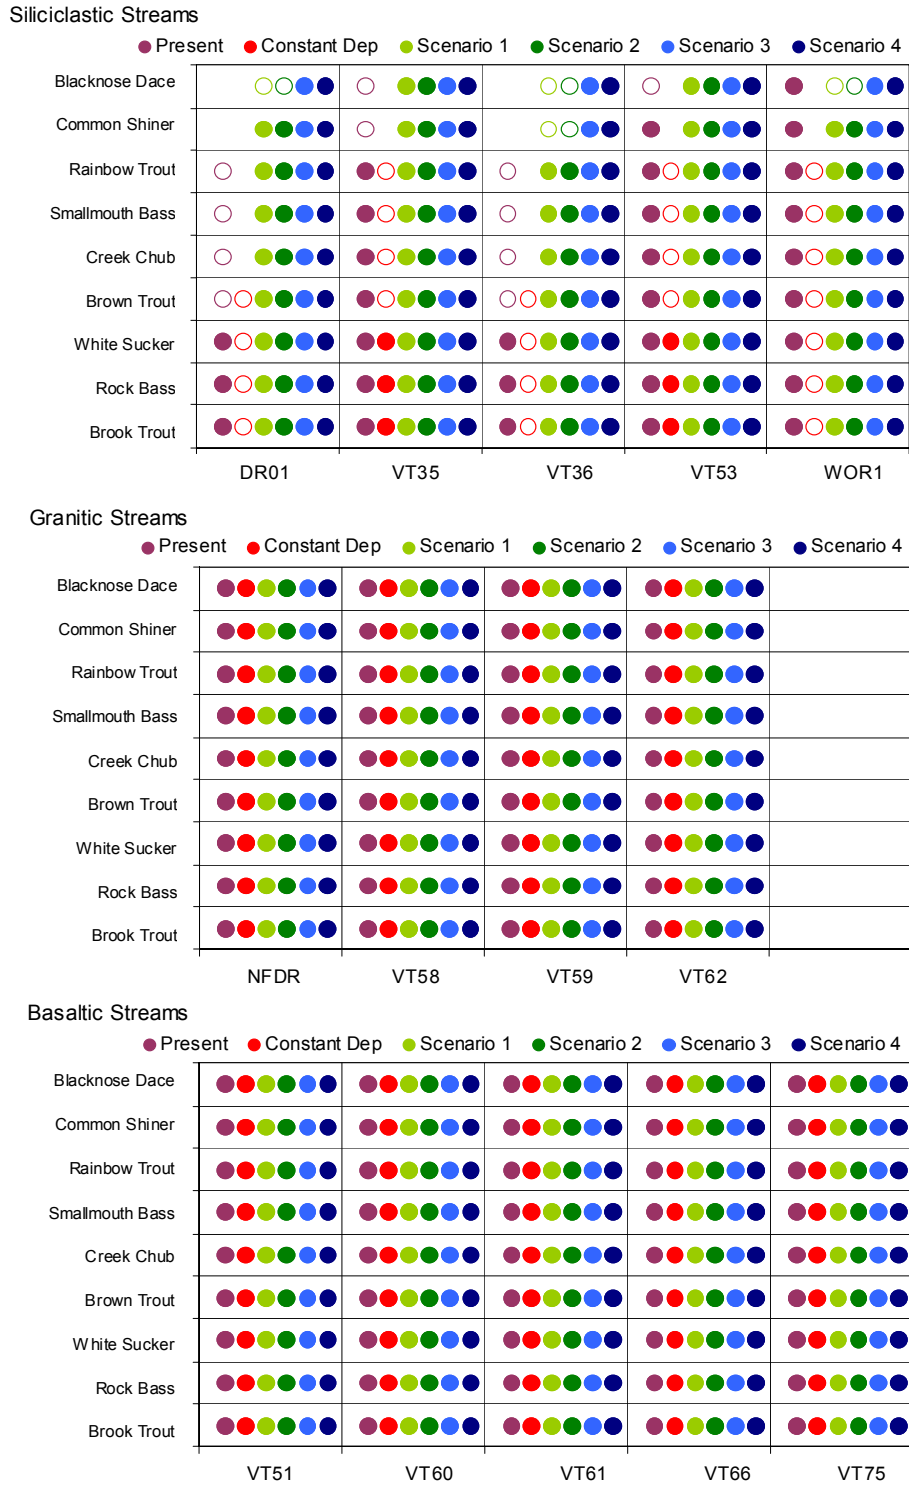 Siliciclastic Streams
Present Constant Dep Scenario 1 Scenario 2 Scenario 3 Scenario 4
Blacknose Dace
Common Shiner
Rainbow Trout
Smallmouth Bass
Creek Chub
Brown Trout
White Sucker
Rock Bass
Brook Trout
DR01 VT35 VT36 VT53 WOR1
Granitic Streams
Present Constant Dep Scenario 1 Scenario 2 Scenario 3 Scenario 4
Blacknose Dace
Common Shiner
Rainbow Trout
Smallmouth Bass
Creek Chub
Brown Trout
White Sucker
Rock Bass
Brook Trout
NFDR VT58 VT59 VT62
Basaltic Streams
Present Constant Dep Scenario 1 Scenario 2 Scenario 3 Scenario 4
Blacknose Dace
Common Shiner
Rainbow Trout
Smallmouth Bass
Creek Chub
Brown Trout
White Sucker
Rock Bass
Brook Trout
VT51 VT60 VT61 VT66 VT75